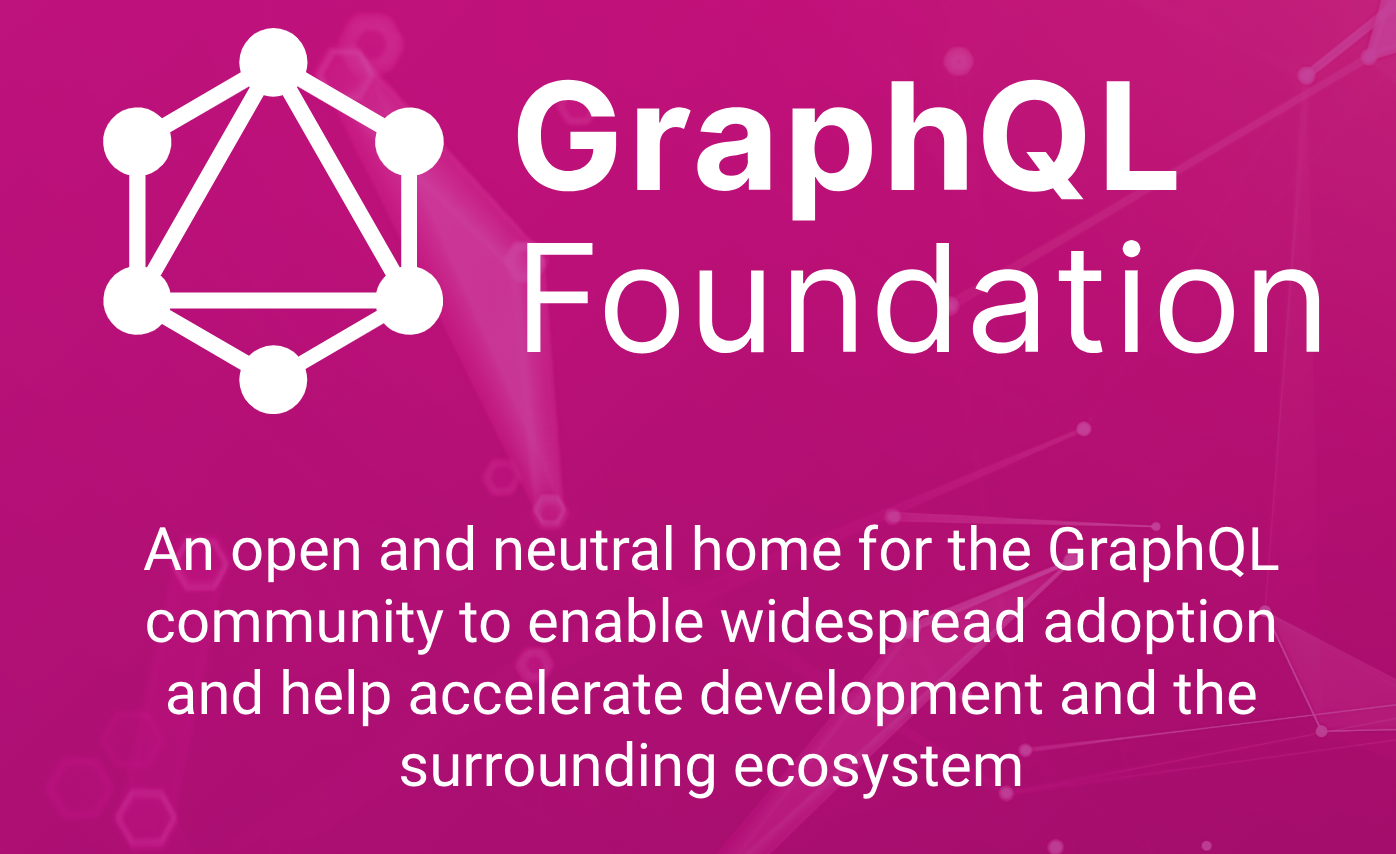 GraphQL
Foundation
An open and neutral home for the GraphQL
community to enable widespread adoption
and help accelerate development and the
surrounding ecosystem